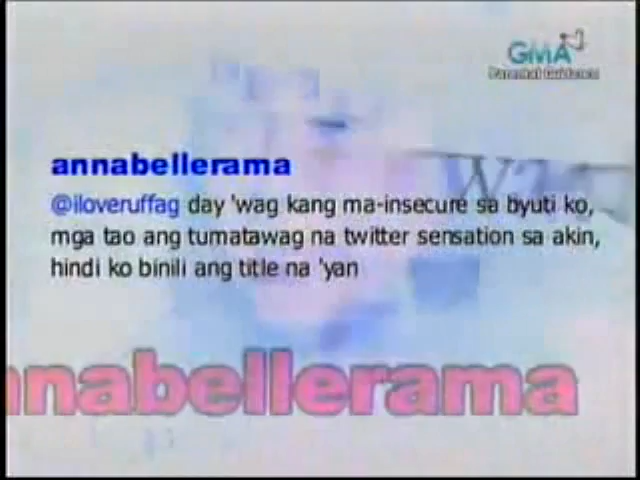 GMA
Parental Guidance
annabellerama
@iloveruffag day 'wag kang ma-insecure sa byuti ko,
mga tao ang tumatawag na twitter sensation sa akin,
hindi ko binili ang title na 'yan
nnabellerama